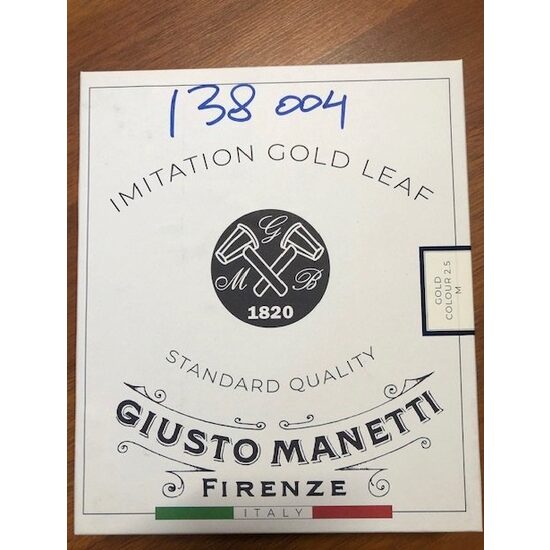 138 004
IMITATION GOLD LEAF
G
M B
1820
GOLD
COLOUR 2.5
M
STANDARD QUALITY
GIUSTO MANETTI
FIRENZE
ITALY